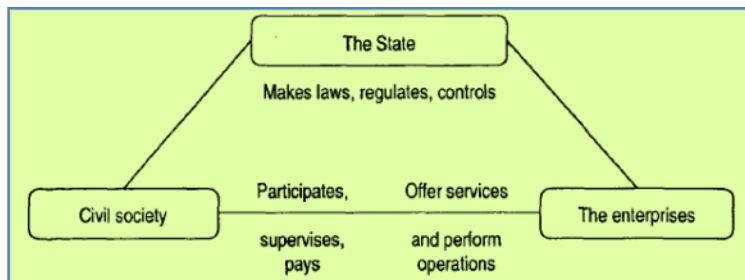 The State
Makes laws, regulates, controls
Participates,
supervises,
pays
Offer services
and perform
operations
Civil society
The enterprises